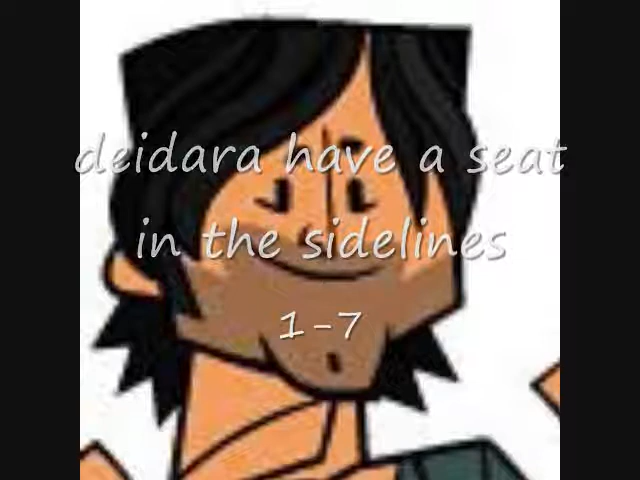 deidara have a seat
in the sidelines
1-7